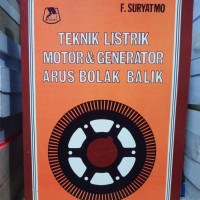 F. SURYATMO
TEKNIK LISTRIK
MOTOR & GENERATOR
ARUS BOLAK BALIK